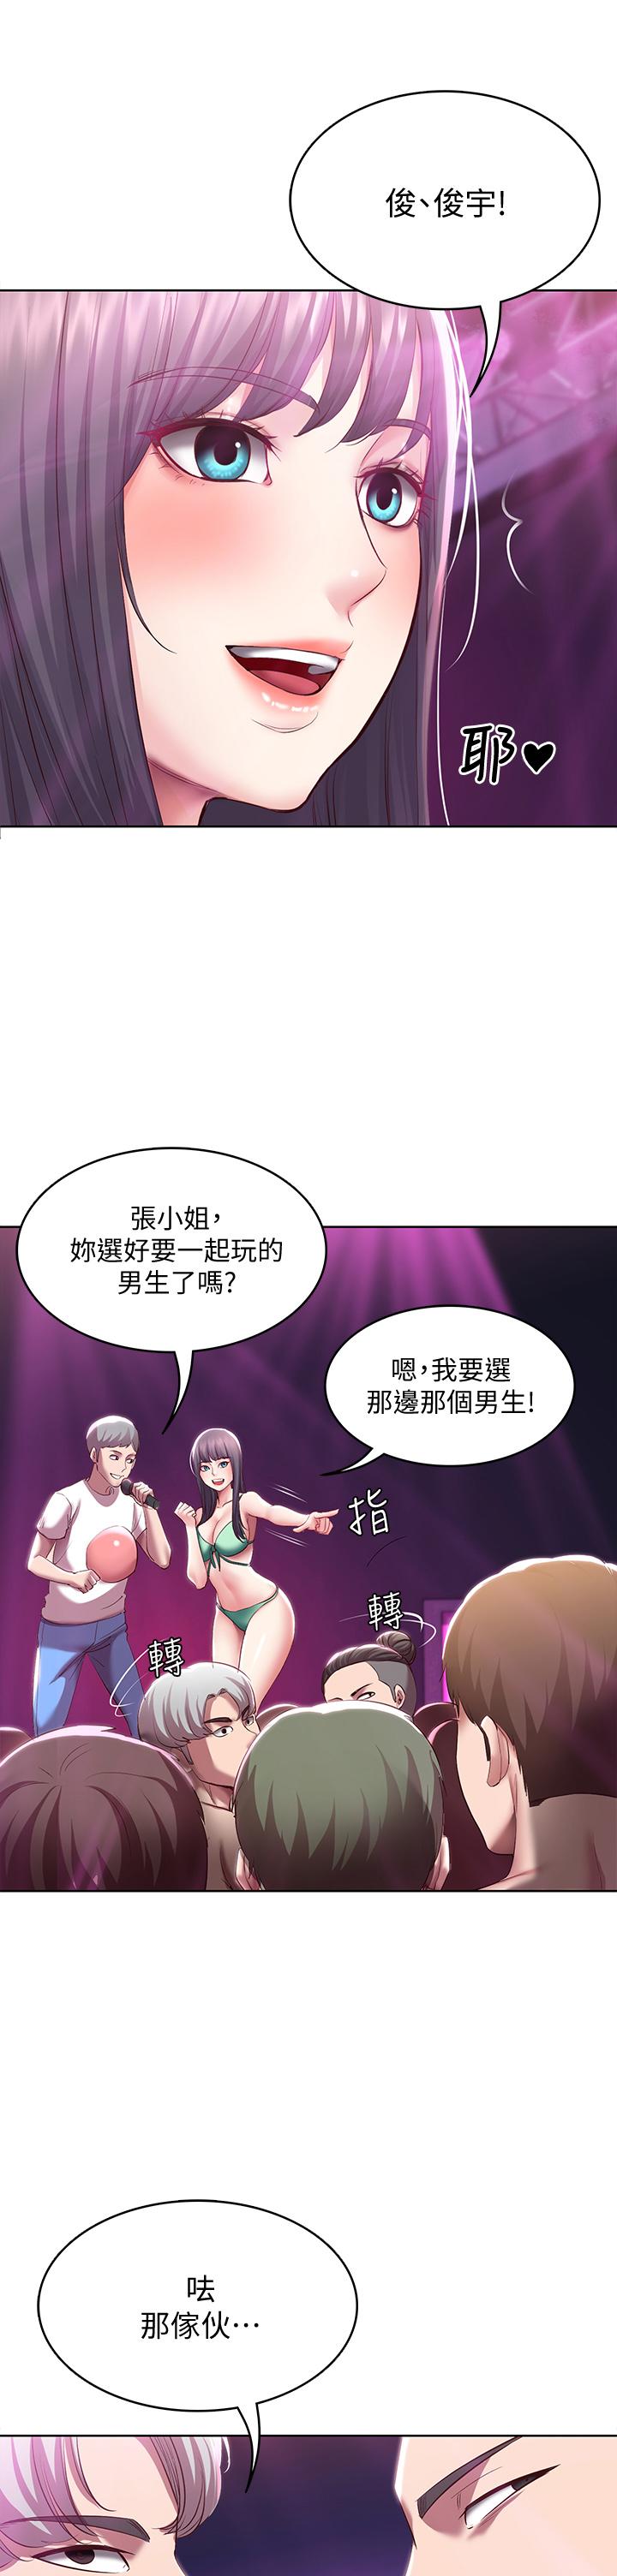 俊、俊宇!
耶♥
張小姐,
妳選好要一起玩的
男生了嗎?
嗯,我要選
那邊那個男生!
指
轉
轉
呿
那傢伙…